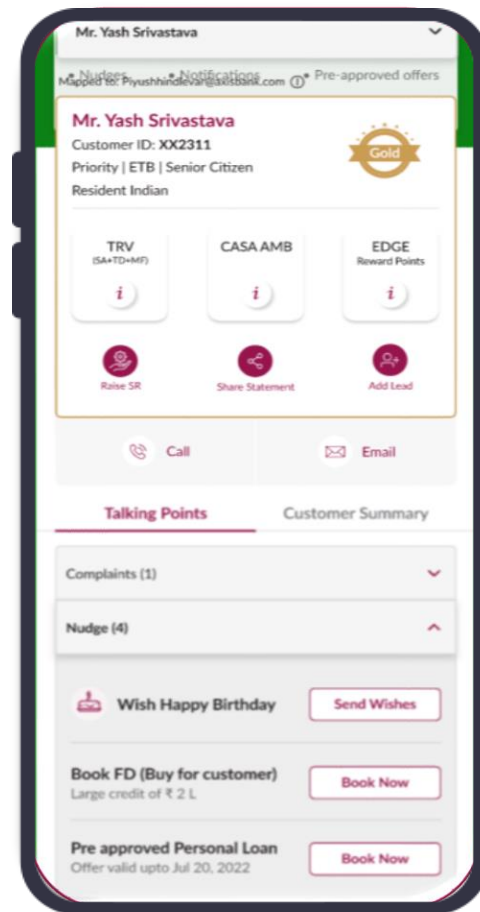 Mr. Yash Srivastava
• Nudges • Notifications • Pre-approved offers
Mapped to:
Mr. Yash Srivastava
Customer ID: XX2311
Priority | ETB | Senior Citizen
Resident Indian
Gold
TRV CASA AMB EDGE
(SA+TD+MF) Reward Points
i i i
Raise SR Share Statement Add Lead
Call Email
Talking Points Customer Summary
Complaints (1)
Nudge (4)
Wish Happy Birthday Send Wishes
Book FD (Buy for customer) Book Now
Large credit of ₹ 2 L
Pre approved Personal Loan Book Now
Offer valid upto Jul 20, 2022